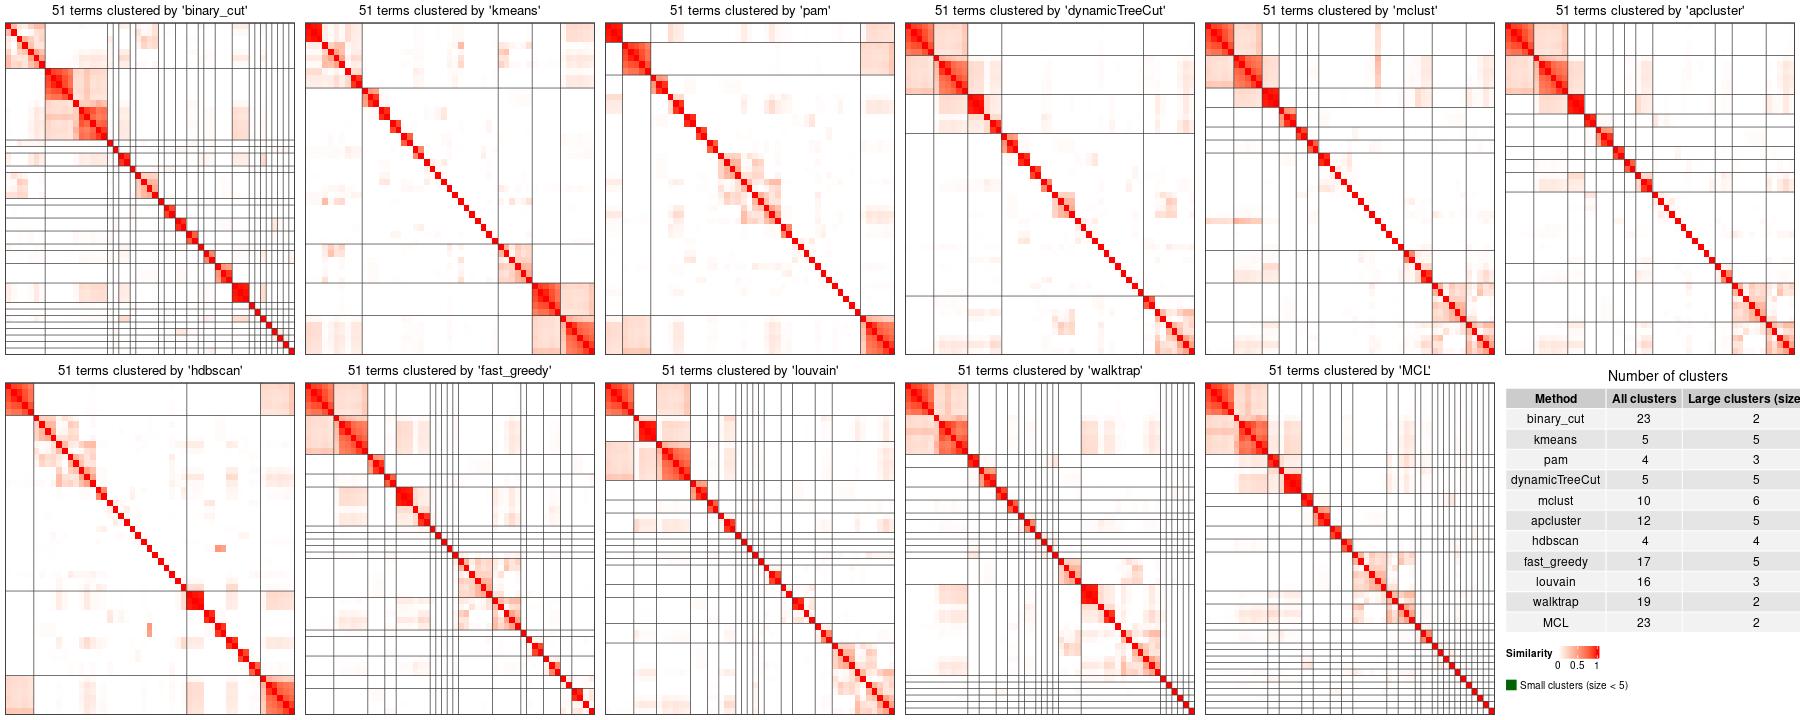 51 terms clustered by 'binary_cut'
51 terms clustered by 'kmeans'
51 terms clustered by 'pam'
51 terms clustered by 'dynamicTreeCut'
51 terms clustered by 'mclust'
51 terms clustered by 'apcluster'
51 terms clustered by 'hdbscan'
51 terms clustered by 'fast_greedy'
51 terms clustered by 'louvain'
51 terms clustered by 'walktrap'
51 terms clustered by 'MCL'
Number of clusters
Method All clusters Large clusters (size
binary_cut 23 2
kmeans 5 5
pam 4 3
dynamicTreeCut 5 5
mclust 10 6
apcluster 12 5
hdbscan 4 4
fast_greedy 17 5
louvain 16 3
walktrap 19 2
MCL 23 2
Similarity
0 0.5 1
Small clusters (size < 5)